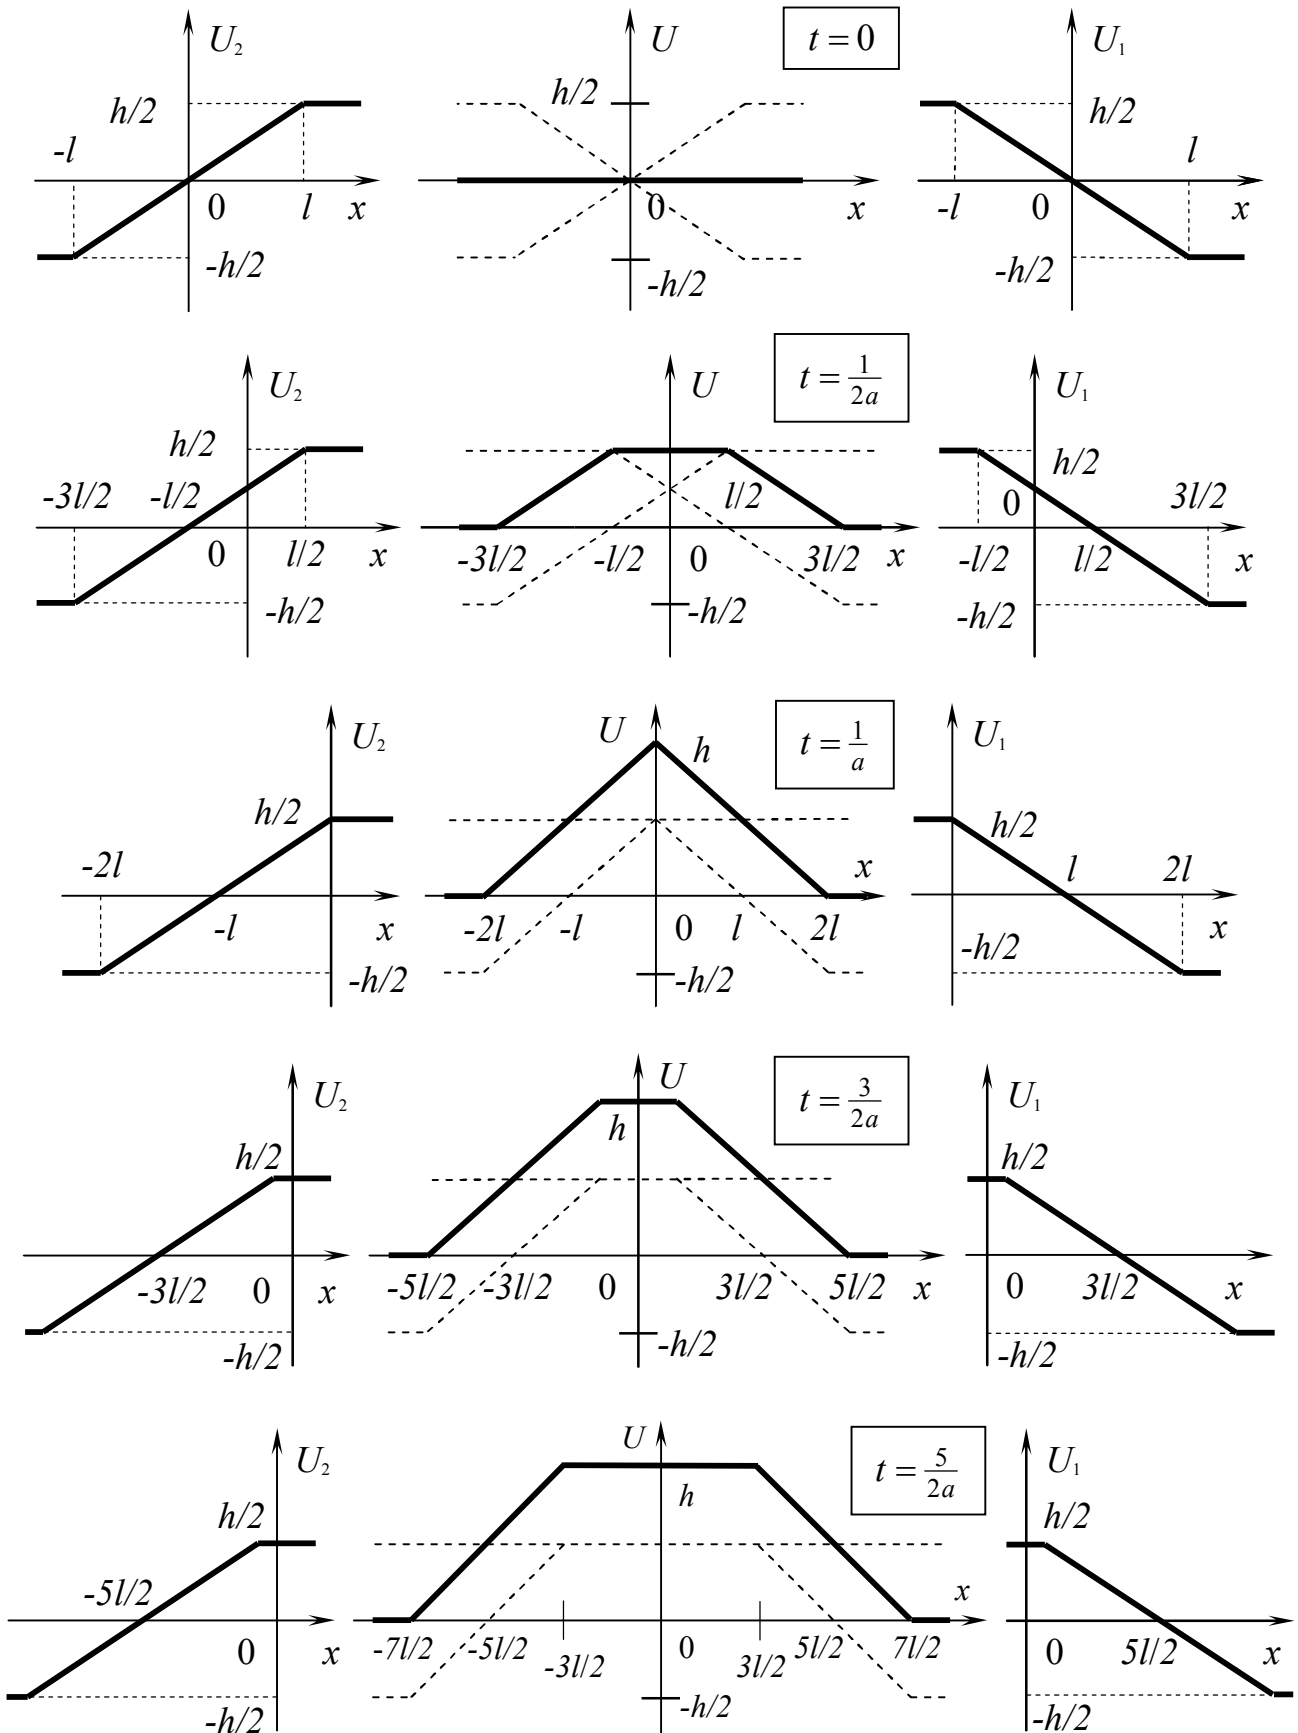 U₂ U t = 0 U₁
h/2 h/2 h/2
-l l
0 l x 0 x -l 0 x
-h/2 -h/2 -h/2
U₂ U t = 1/2a U₁
h/2 h/2
-3l/2 -l/2 l/2 0 3l/2
0 l/2 x -3l/2 -l/2 0 3l/2 x -l/2 l/2 x
-h/2 -h/2 -h/2
U₂ U h t = 1/a U₁
h/2 h/2
-2l x l 2l
-l x -2l -l 0 l 2l x
-h/2 -h/2 -h/2
U₂ U t = 3/2a U₁
h/2 h h/2
-3l/2 0 x -5l/2 -3l/2 0 3l/2 5l/2 x 0 3l/2 x
-h/2 -h/2 -h/2
U₂ U t = 5/2a U₁
h/2 h h/2
-5l/2 x
0 x -7l/2 -5l/2 -3l/2 0 3l/2 5l/2 7l/2 0 5l/2 x
-h/2 -h/2 -h/2